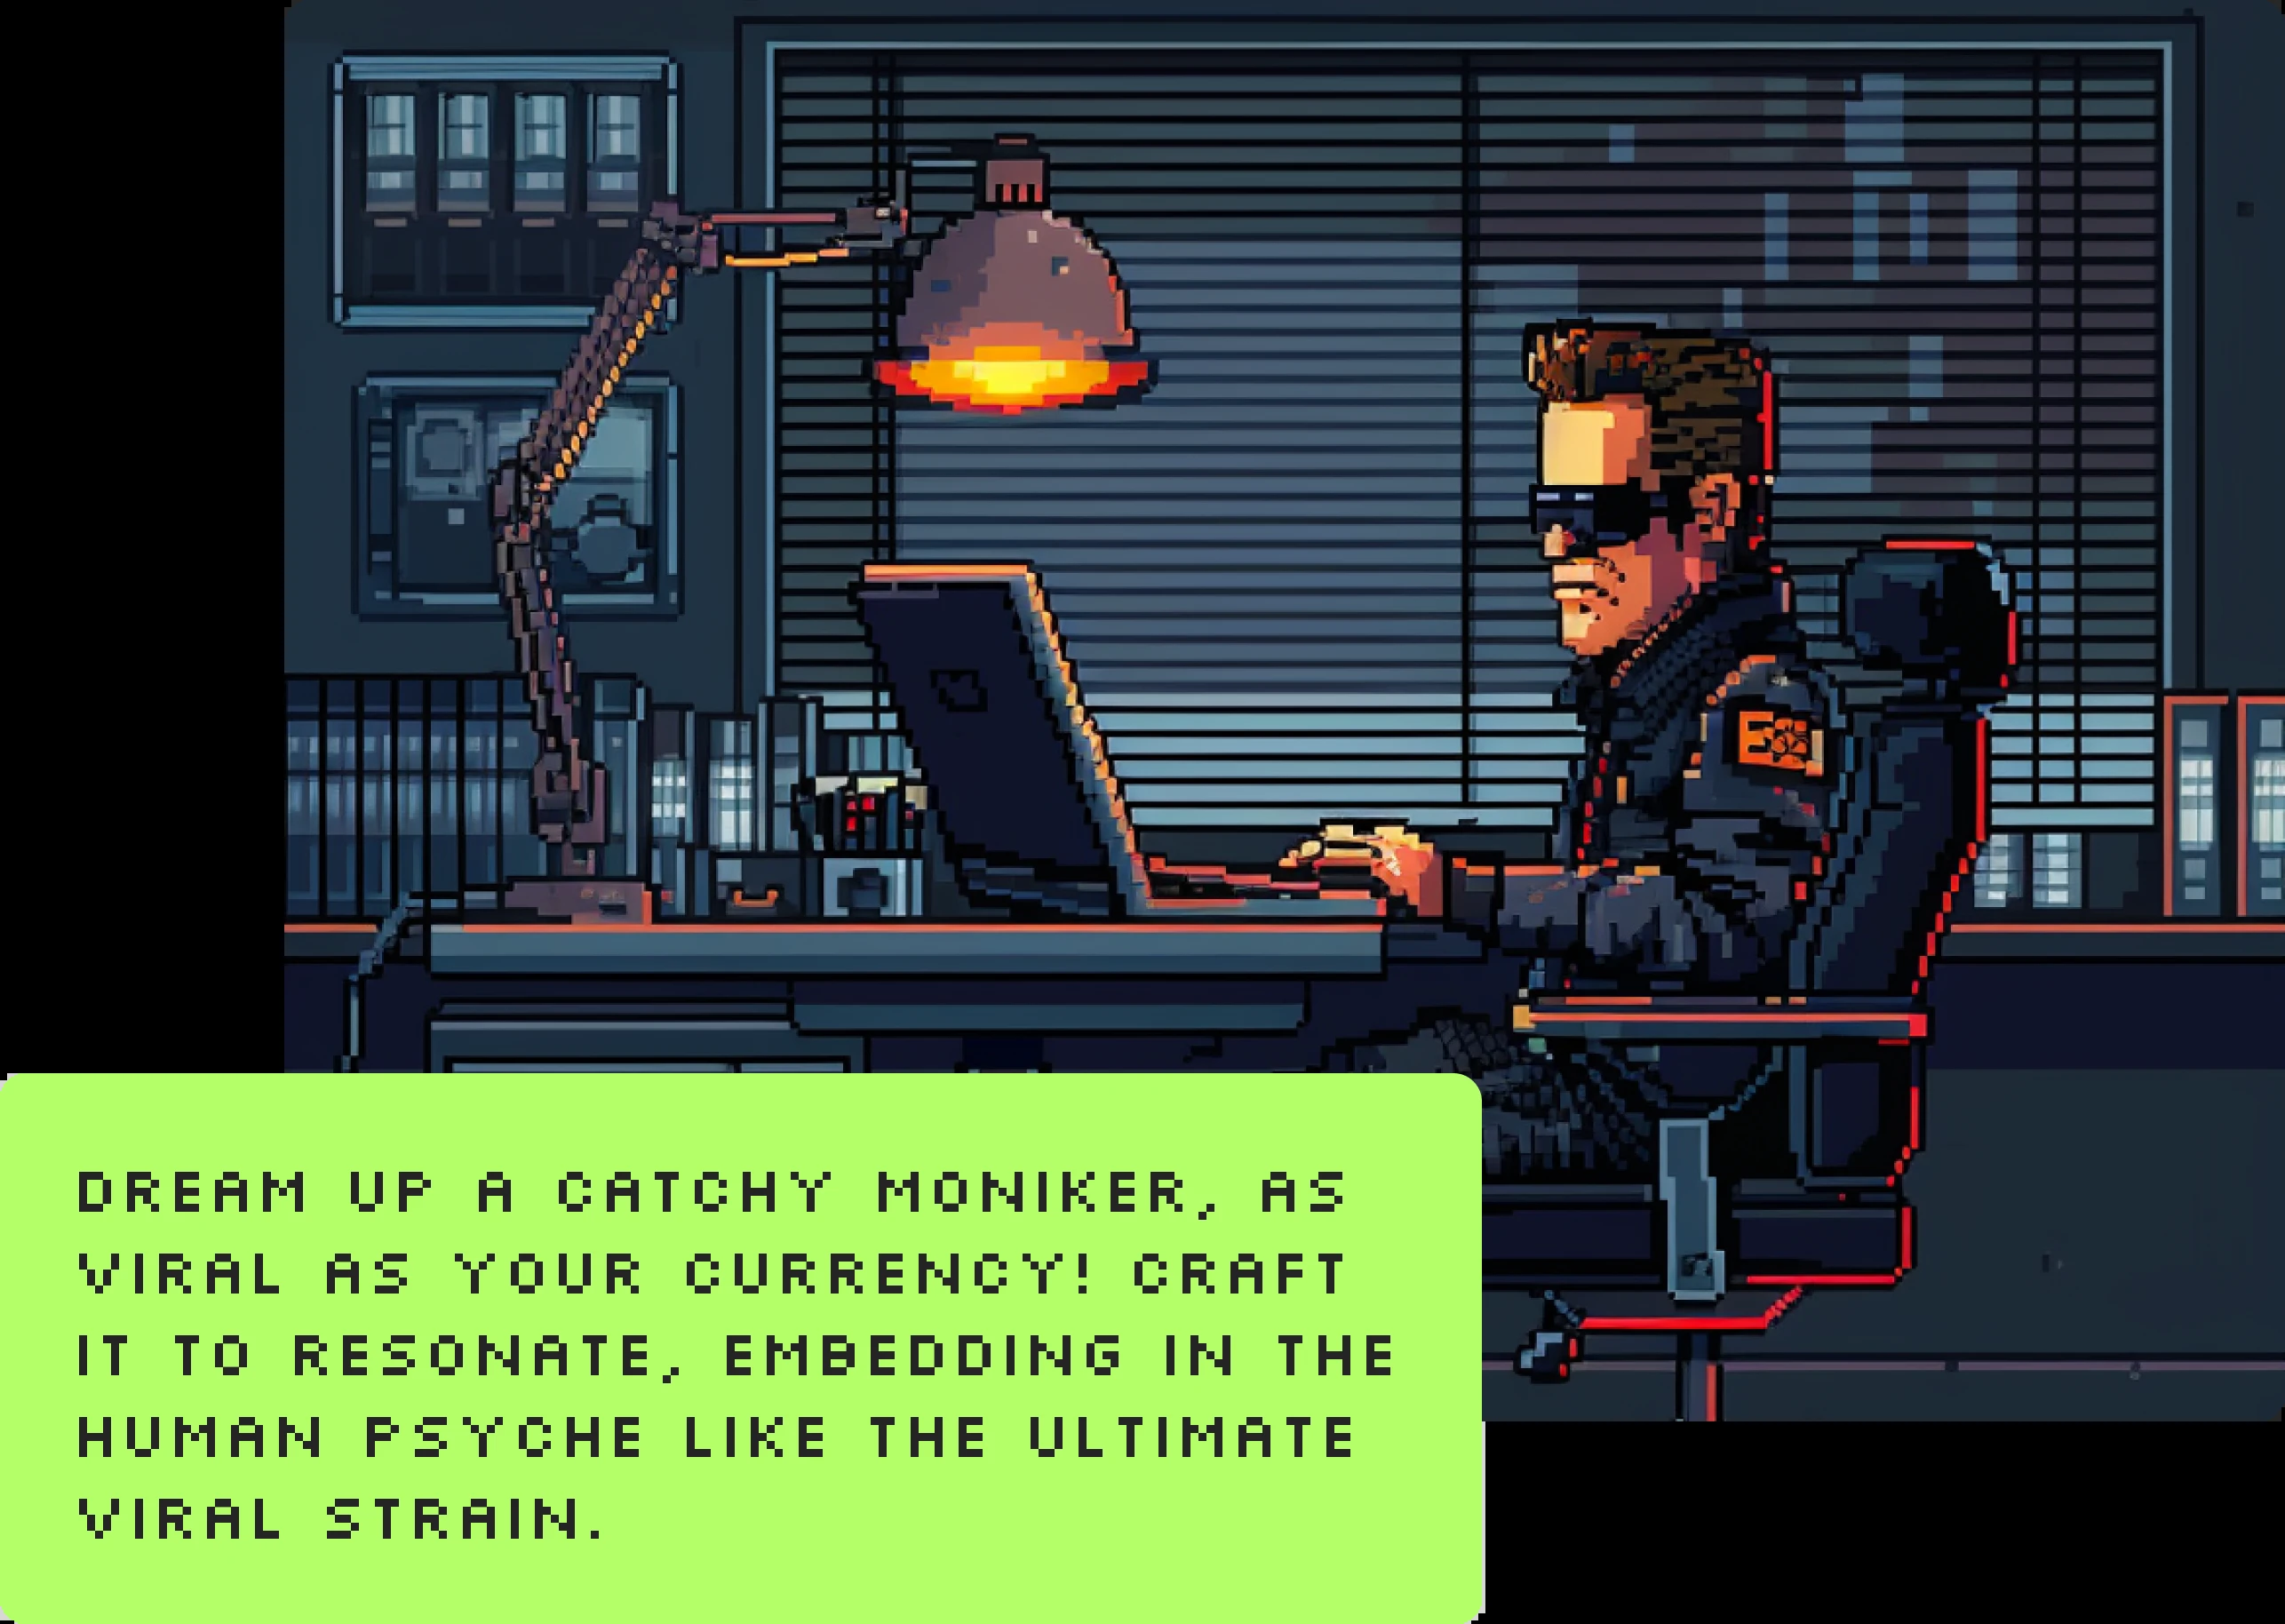 DREAM UP A CATCHY MONIKER, AS
VIRAL AS YOUR CURRENCY! CRAFT
IT TO RESONATE, EMBEDDING IN THE
HUMAN PSYCHE LIKE THE ULTIMATE
VIRAL STRAIN.